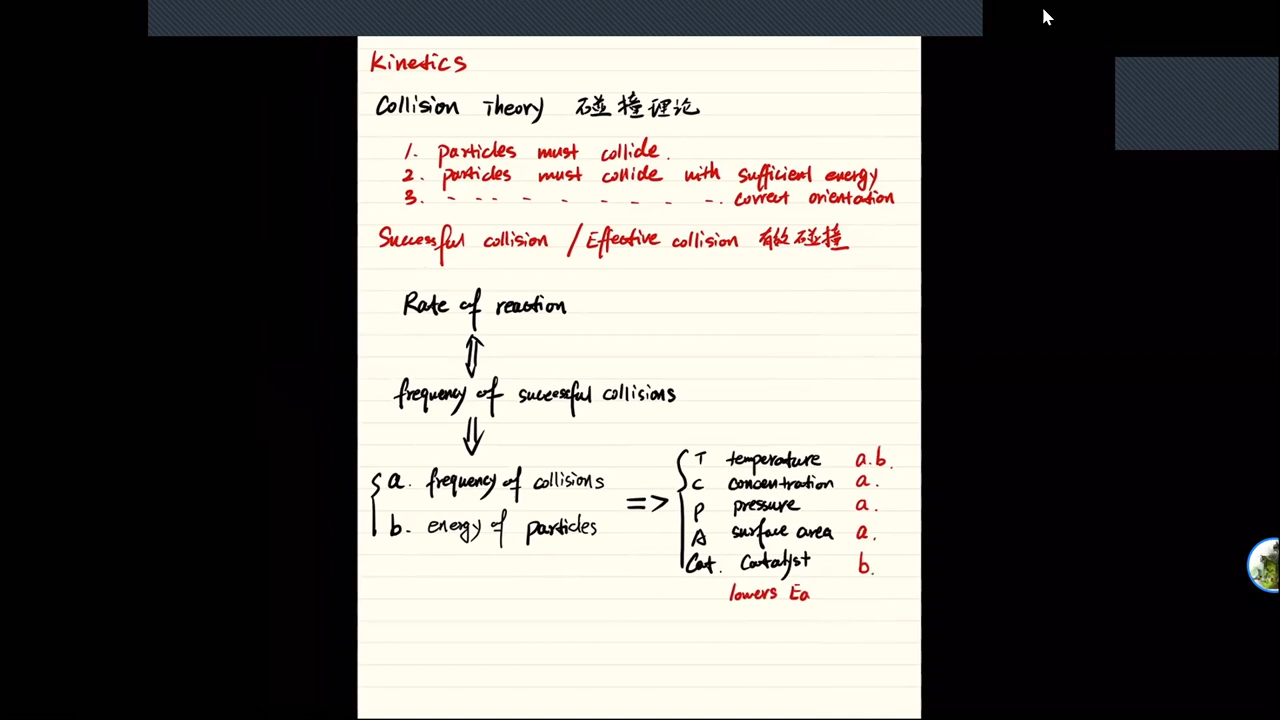 Kinetics
Collision Theory 碰撞理论
1. particles must collide.
2. particles must collide with sufficient energy
3. - - - - - - - - -. correct orientation
Successful collision / Effective collision 有效碰撞
Rate of reaction
⇕
frequency of successful collisions
⇓
a. frequency of collisions
b. energy of particles
=>
T temperature a.b.
C concentration a.
P pressure a.
A surface area a.
Cat. Catalyst b.
lowers Ea